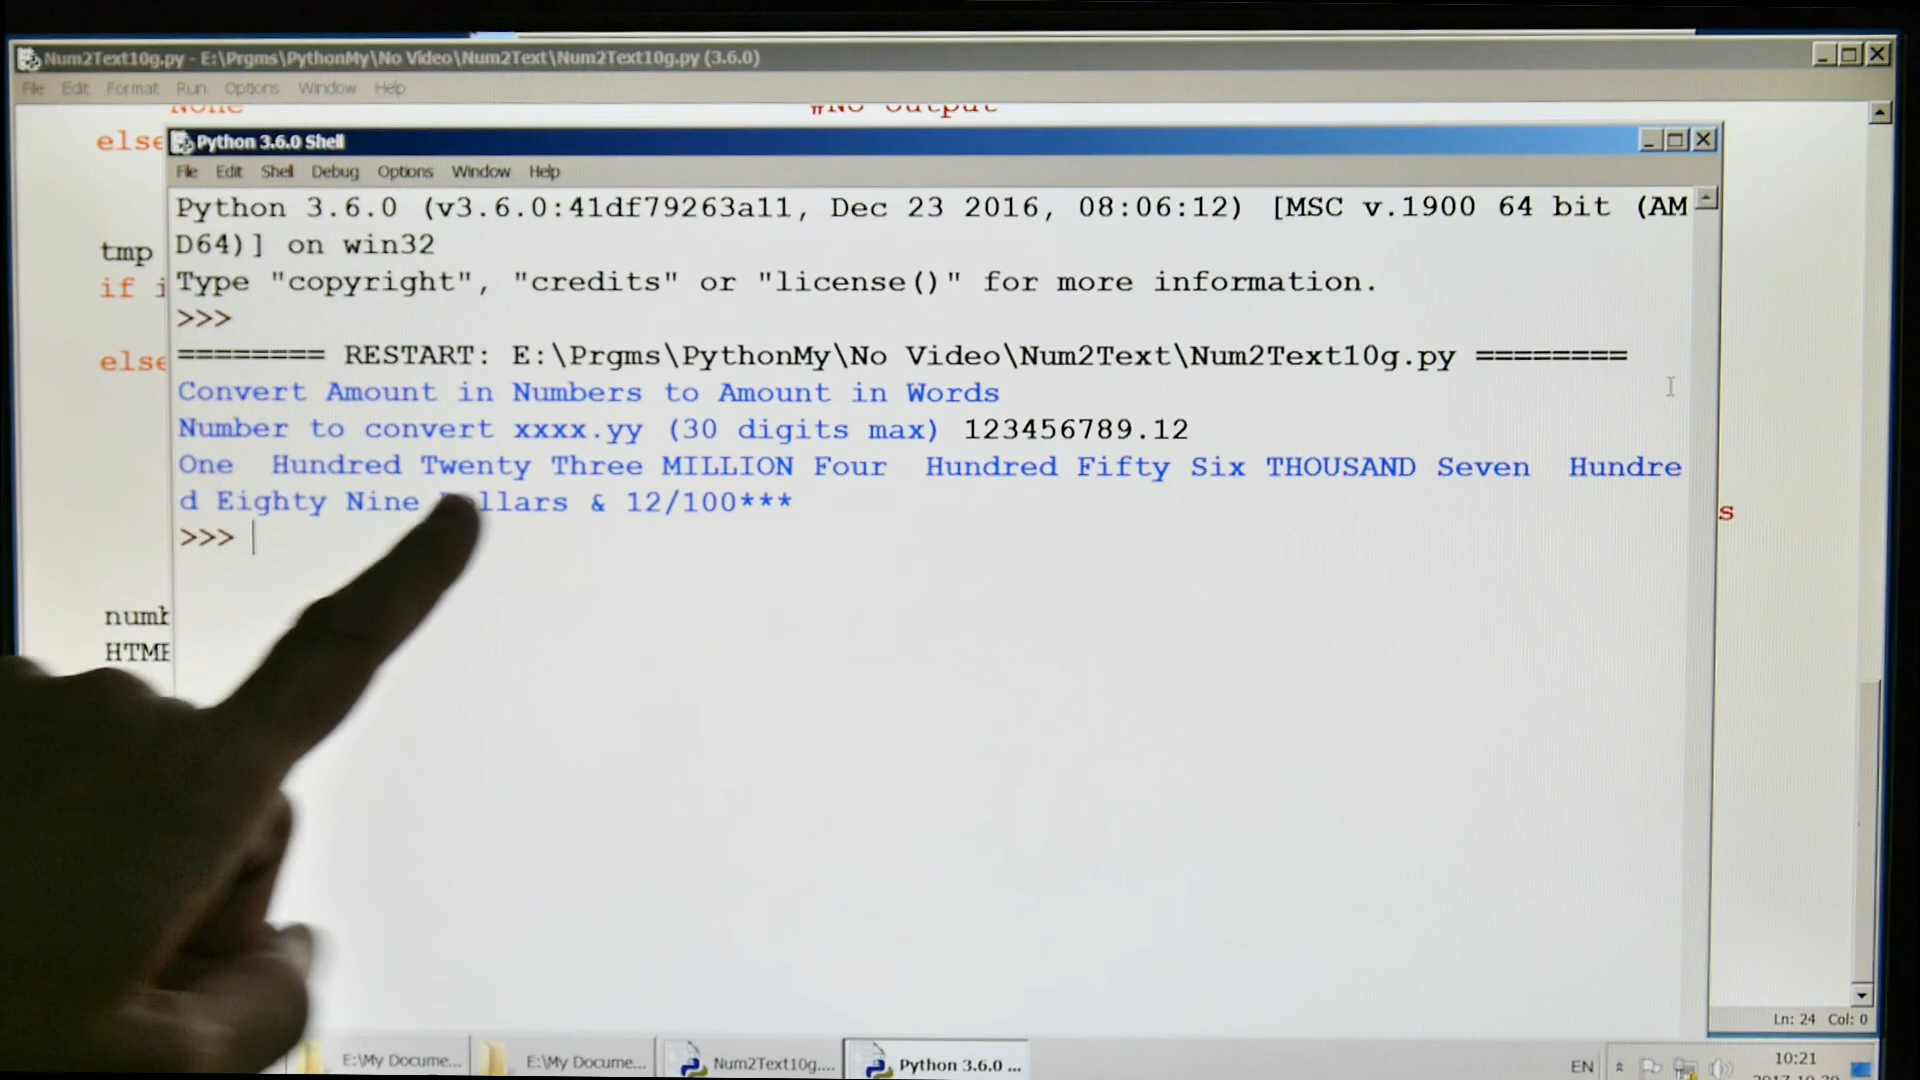 Num2Text10g.py - E:\Prgms\PythonMy\No Video\Num2Text\Num2Text10g.py (3.6.0)
File Edit Format Run Options Window Help
None #No output
else
Python 3.6.0 Shell
File Edit Shell Debug Options Window Help
Python 3.6.0 (v3.6.0:41df79263a11, Dec 23 2016, 08:06:12) [MSC v.1900 64 bit (AM
tmp
D64)] on win32
if i
Type "copyright", "credits" or "license()" for more information.
>>>
else
======== RESTART: E:\Prgms\PythonMy\No Video\Num2Text\Num2Text10g.py ========
Convert Amount in Numbers to Amount in Words
Number to convert xxxx.yy (30 digits max) 123456789.12
One  Hundred Twenty Three MILLION Four  Hundred Fifty Six THOUSAND Seven  Hundre
d Eighty Nine llars & 12/100***
s
>>>
numb
HTME
Ln: 24 Col: 0
E:\My Docume... E:\My Docume... Num2Text10g.... Python 3.6.0 ... EN 10:21